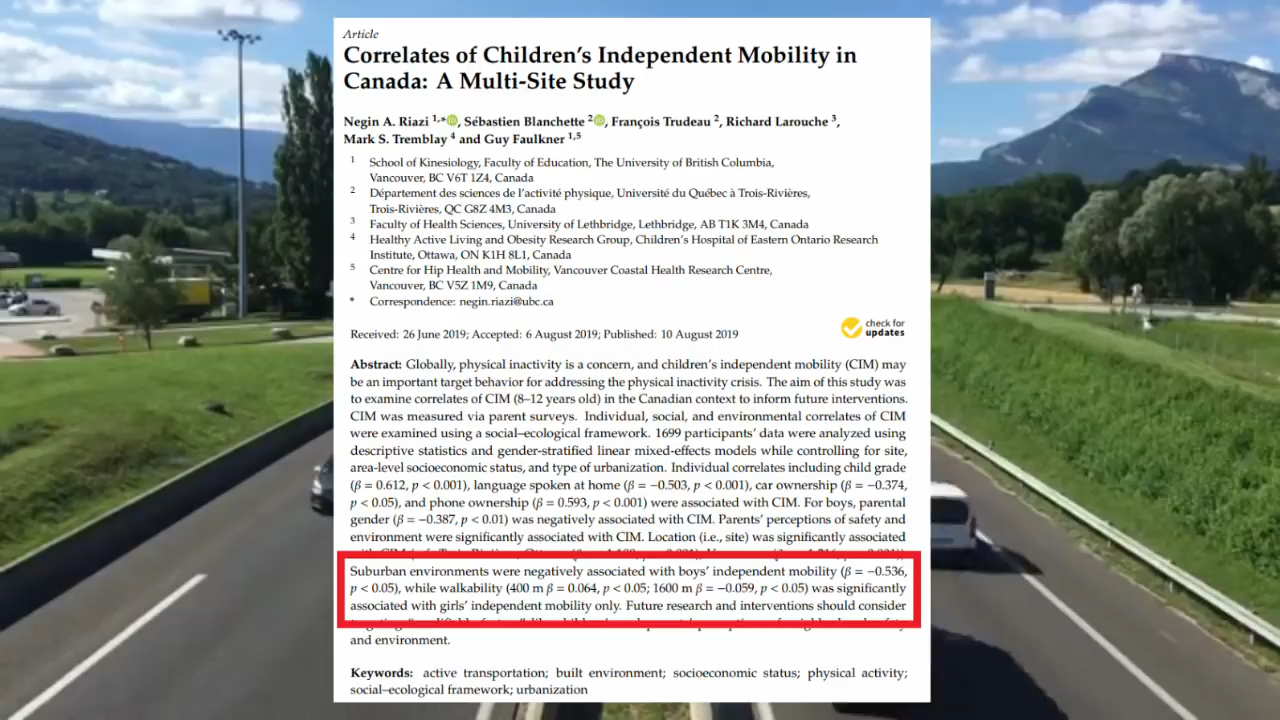 Article
Correlates of Children's Independent Mobility in
Canada: A Multi-Site Study
Negin A. Riazi 1,*, Sébastien Blanchette 2, François Trudeau 2, Richard Larouche 3,
Mark S. Tremblay 4 and Guy Faulkner 1,5
1 School of Kinesiology, Faculty of Education, The University of British Columbia,
Vancouver, BC V6T 1Z4, Canada
2 Département des sciences de l'activité physique, Université du Québec à Trois-Rivières,
Trois-Rivières, QC G8Z 4M3, Canada
3 Faculty of Health Sciences, University of Lethbridge, Lethbridge, AB T1K 3M4, Canada
4 Healthy Active Living and Obesity Research Group, Children's Hospital of Eastern Ontario Research
Institute, Ottawa, ON K1H 8L1, Canada
5 Centre for Hip Health and Mobility, Vancouver Coastal Health Research Centre,
Vancouver, BC V5Z 1M9, Canada
* Correspondence: negin.riazi@ubc.ca
Received: 26 June 2019; Accepted: 6 August 2019; Published: 10 August 2019
check for
updates
Abstract: Globally, physical inactivity is a concern, and children's independent mobility (CIM) may
be an important target behavior for addressing the physical inactivity crisis. The aim of this study was
to examine correlates of CIM (8–12 years old) in the Canadian context to inform future interventions.
CIM was measured via parent surveys. Individual, social, and environmental correlates of CIM
were examined using a social–ecological framework. 1699 participants' data were analyzed using
descriptive statistics and gender-stratified linear mixed-effects models while controlling for site,
area-level socioeconomic status, and type of urbanization. Individual correlates including child grade
(β = 0.612, p < 0.001), language spoken at home (β = −0.503, p < 0.001), car ownership (β = −0.374,
p < 0.05), and phone ownership (β = 0.593, p < 0.001) were associated with CIM. For boys, parental
gender (β = −0.387, p < 0.01) was negatively associated with CIM. Parents' perceptions of safety and
environment were significantly associated with CIM. Location (i.e., site) was significantly associated
Suburban environments were negatively associated with boys' independent mobility (β = −0.536,
p < 0.05), while walkability (400 m β = 0.064, p < 0.05; 1600 m β = −0.059, p < 0.05) was significantly
associated with girls' independent mobility only. Future research and interventions should consider
and environment.
Keywords: active transportation; built environment; socioeconomic status; physical activity;
social–ecological framework; urbanization